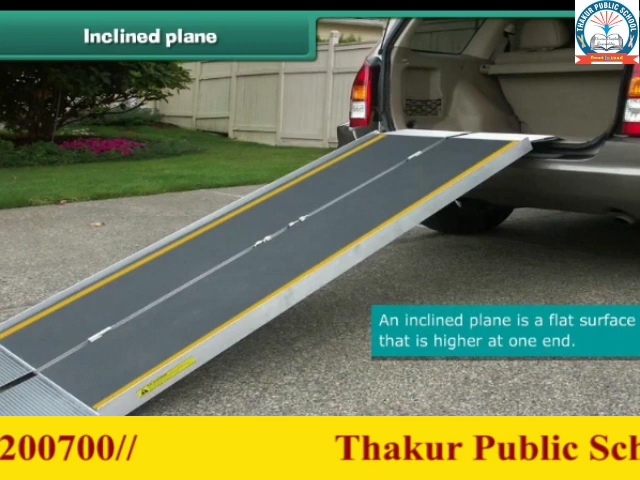 Inclined plane
THAKUR PUBLIC SCHOOL
An inclined plane is a flat surface
that is higher at one end.
200700// Thakur Public Sch